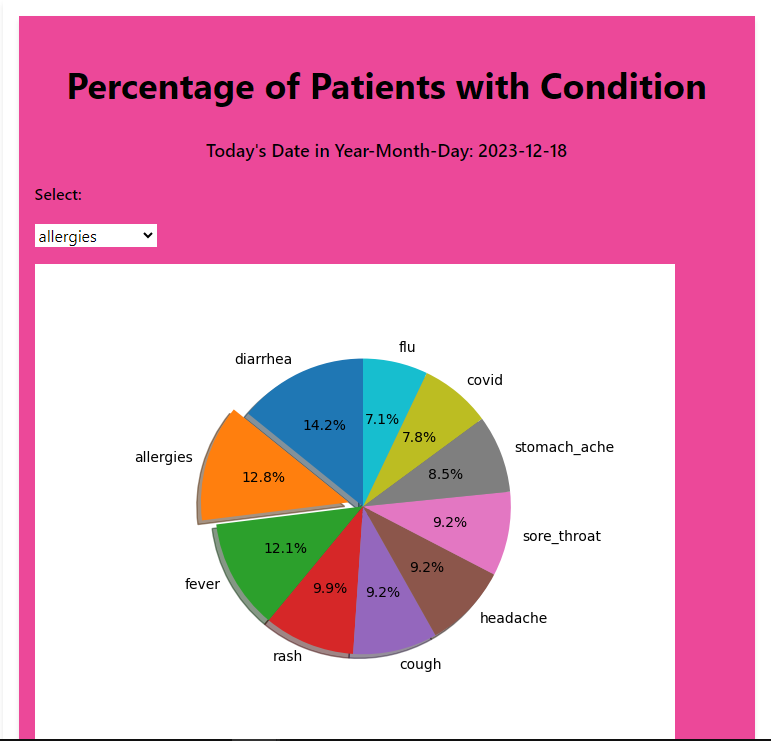 Percentage of Patients with Condition
Today's Date in Year-Month-Day: 2023-12-18
Select:
allergies
flu
diarrhea
covid
7.1%
14.2%
7.8%
stomach_ache
allergies
8.5%
12.8%
9.2%
sore_throat
12.1%
9.2%
fever
9.9%
9.2%
headache
rash
cough